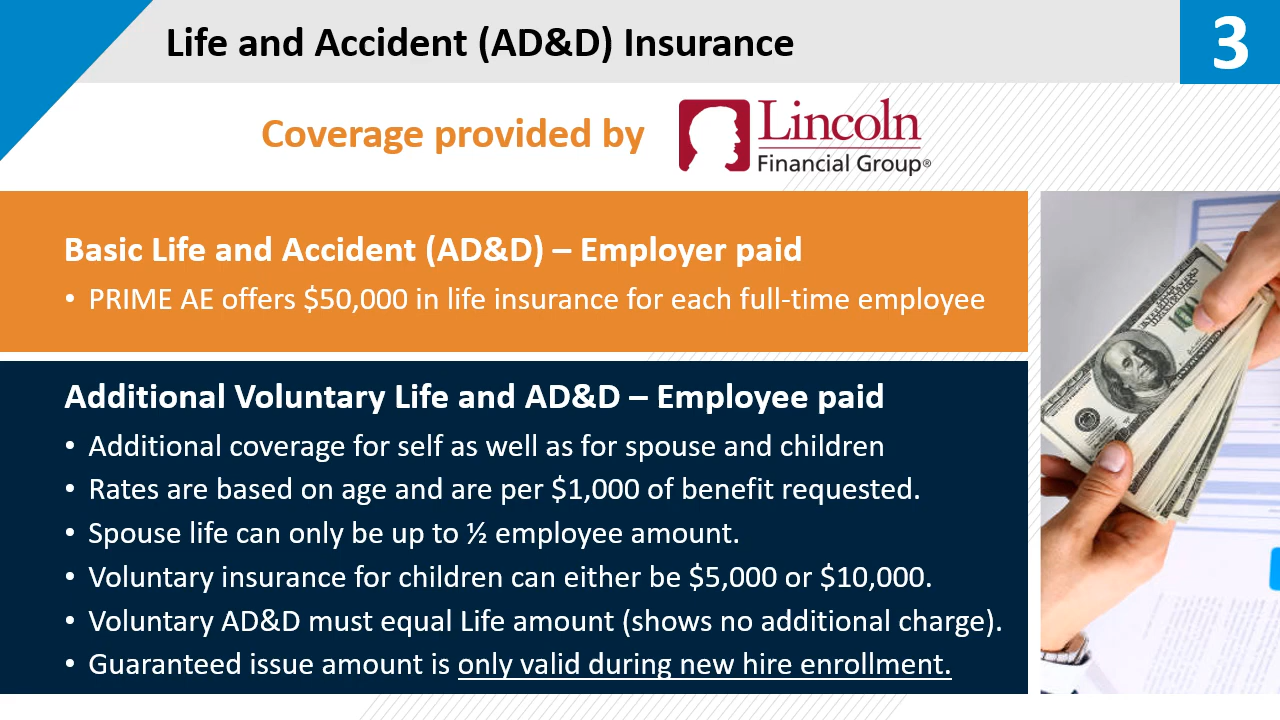 Life and Accident (AD&D) Insurance
3
Coverage provided by
Lincoln
Financial Group®
Basic Life and Accident (AD&D) – Employer paid
• PRIME AE offers $50,000 in life insurance for each full-time employee
Additional Voluntary Life and AD&D – Employee paid
• Additional coverage for self as well as for spouse and children
• Rates are based on age and are per $1,000 of benefit requested.
• Spouse life can only be up to ½ employee amount.
• Voluntary insurance for children can either be $5,000 or $10,000.
• Voluntary AD&D must equal Life amount (shows no additional charge).
• Guaranteed issue amount is only valid during new hire enrollment.
100